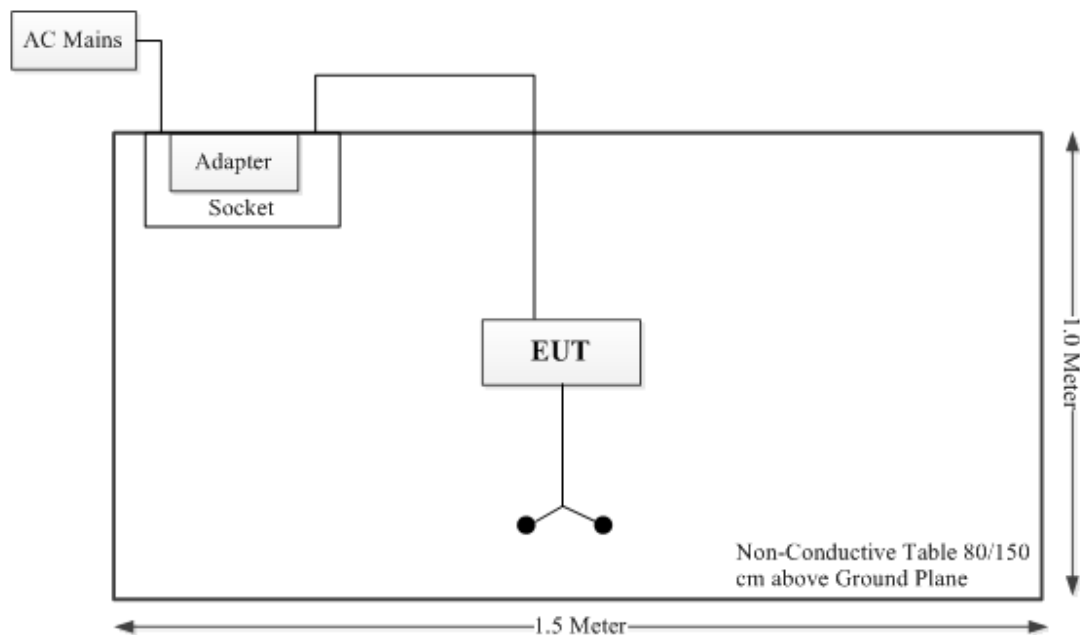 AC Mains
Adapter
Socket
EUT
1.0 Meter
Non-Conductive Table 80/150
cm above Ground Plane
1.5 Meter